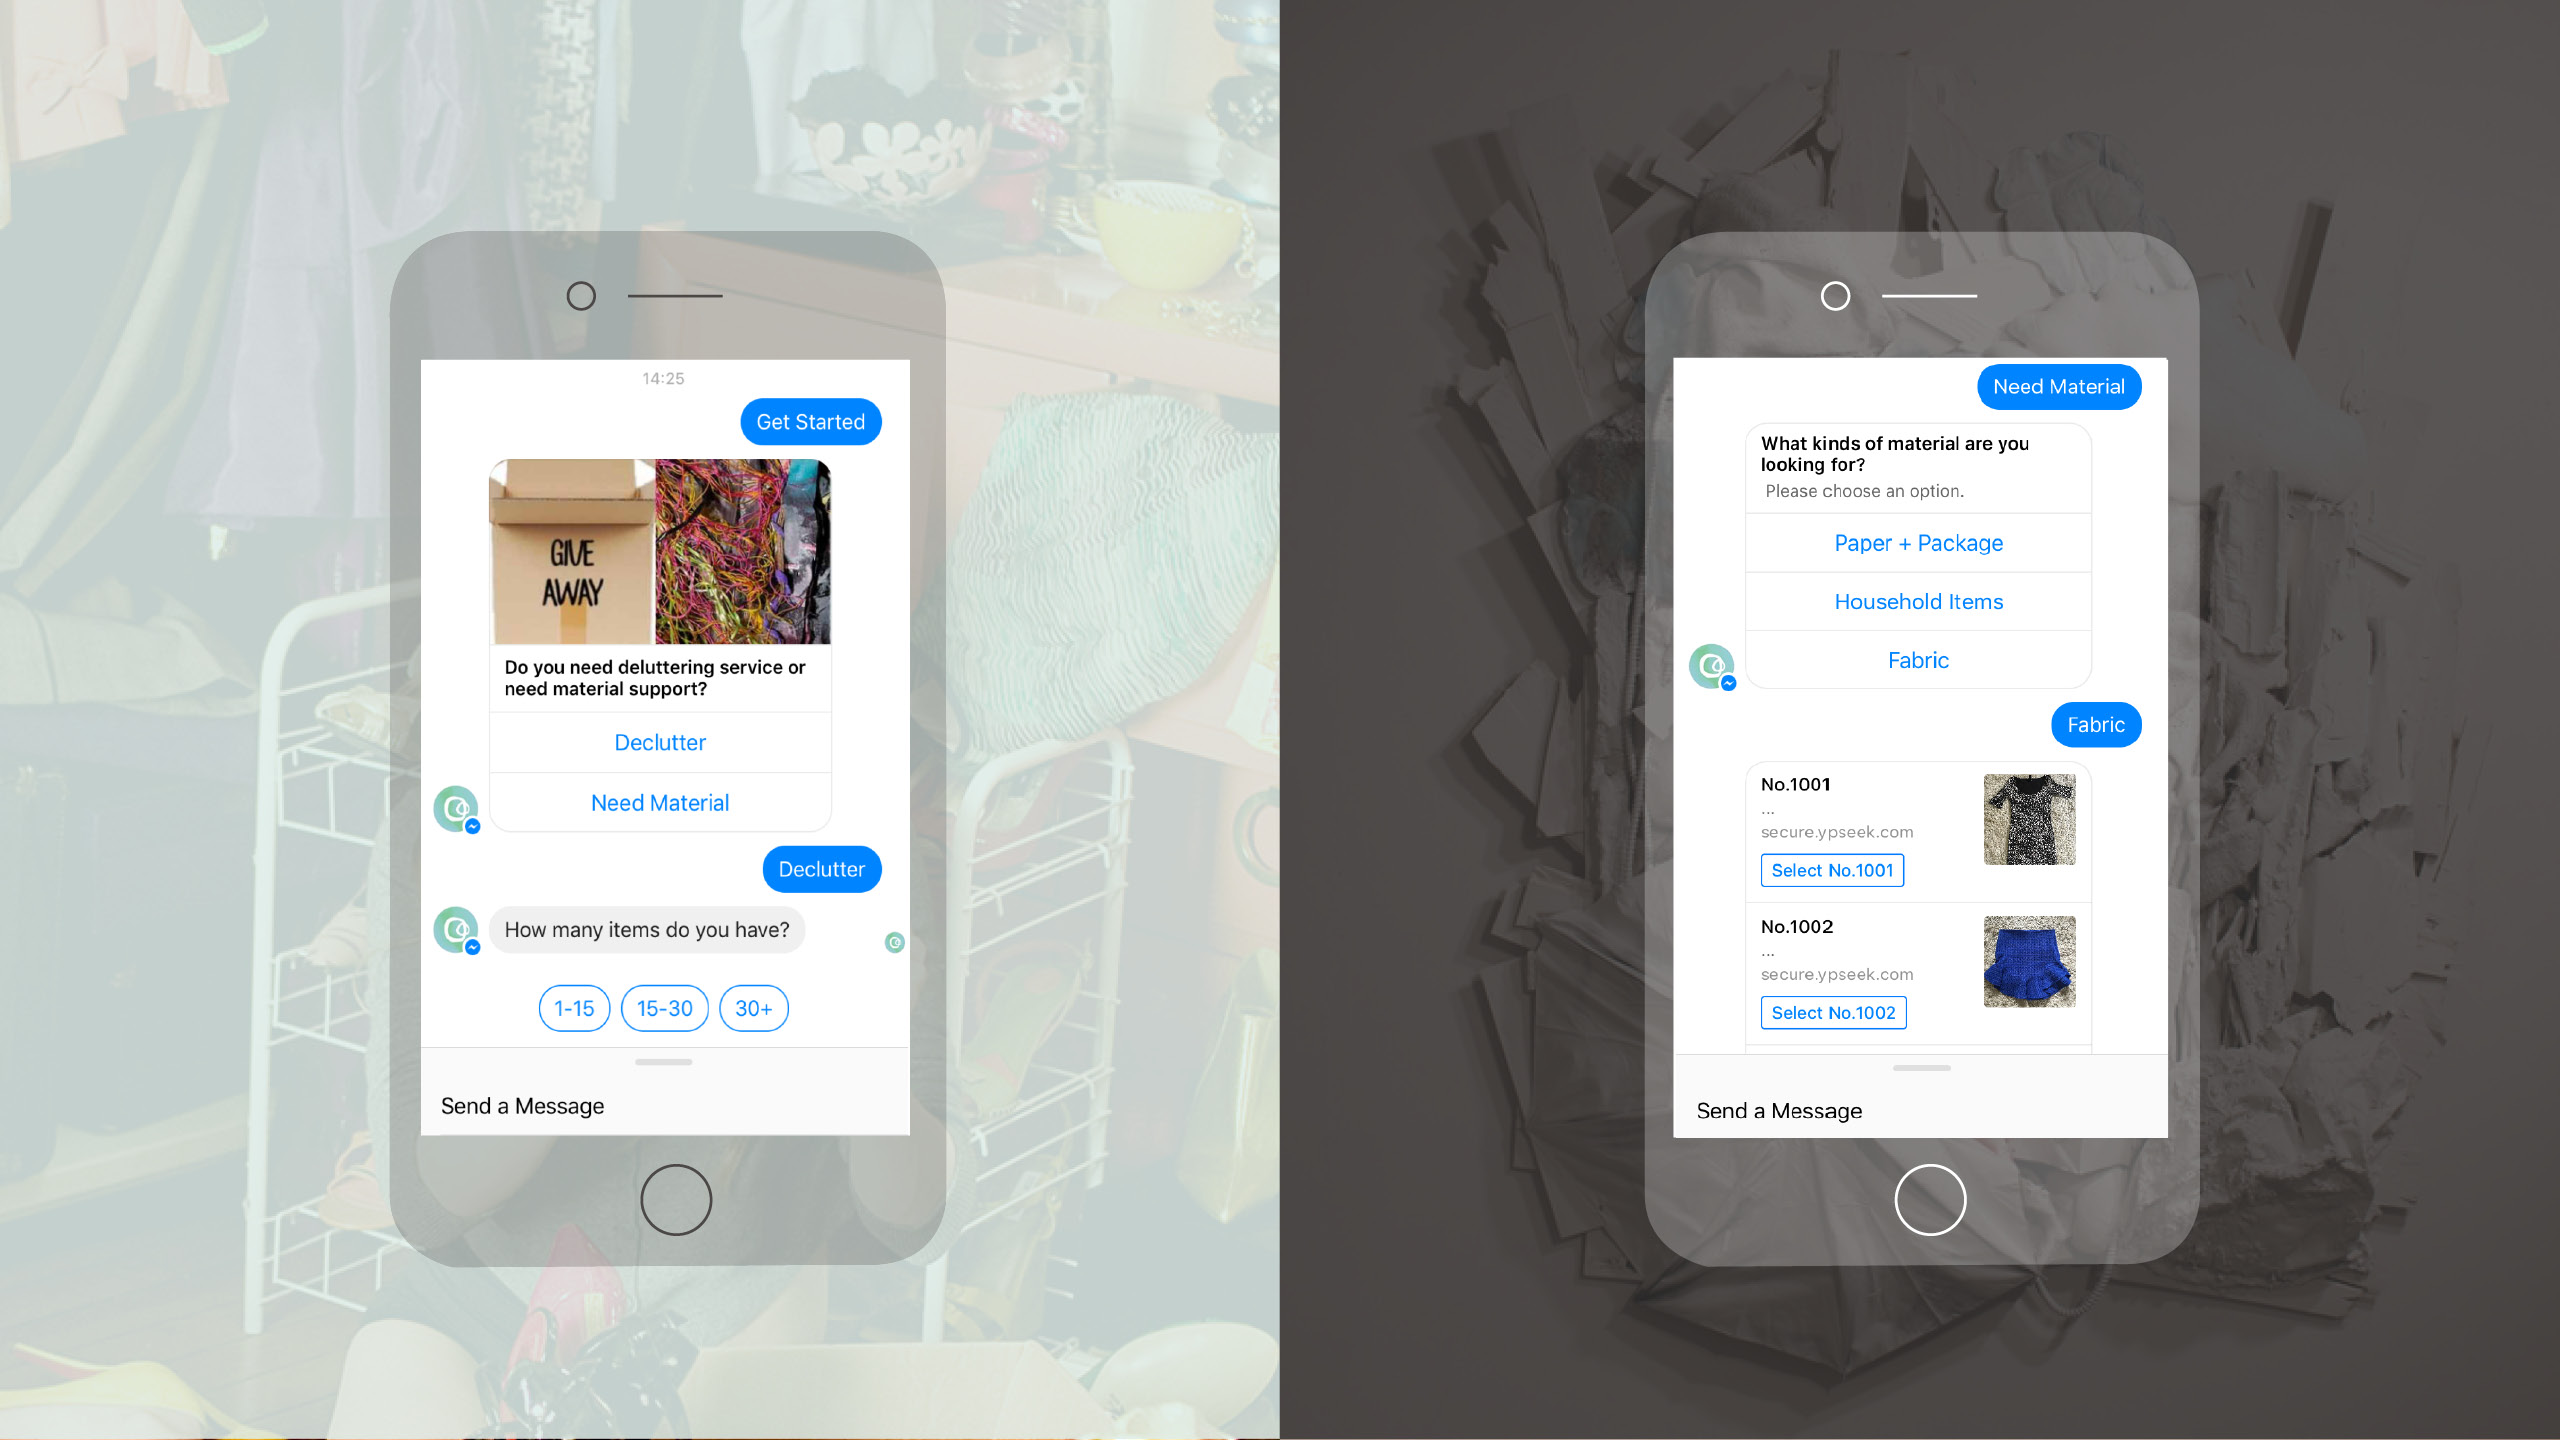 14:25
Get Started
GIVE
AWAY
Do you need deluttering service or
need material support?
Declutter
Need Material
Declutter
How many items do you have?
1-15 15-30 30+
Send a Message
Need Material
What kinds of material are you
looking for?
Please choose an option.
Paper + Package
Household Items
Fabric
Fabric
No.1001
...
secure.ypseek.com
Select No.1001
No.1002
...
secure.ypseek.com
Select No.1002
Send a Message